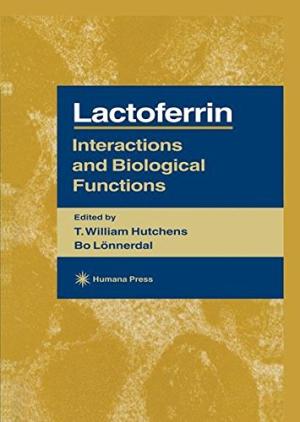 Lactoferrin
Interactions
and Biological
Functions
Edited by
T. William Hutchens
Bo Lönnerdal
Humana Press